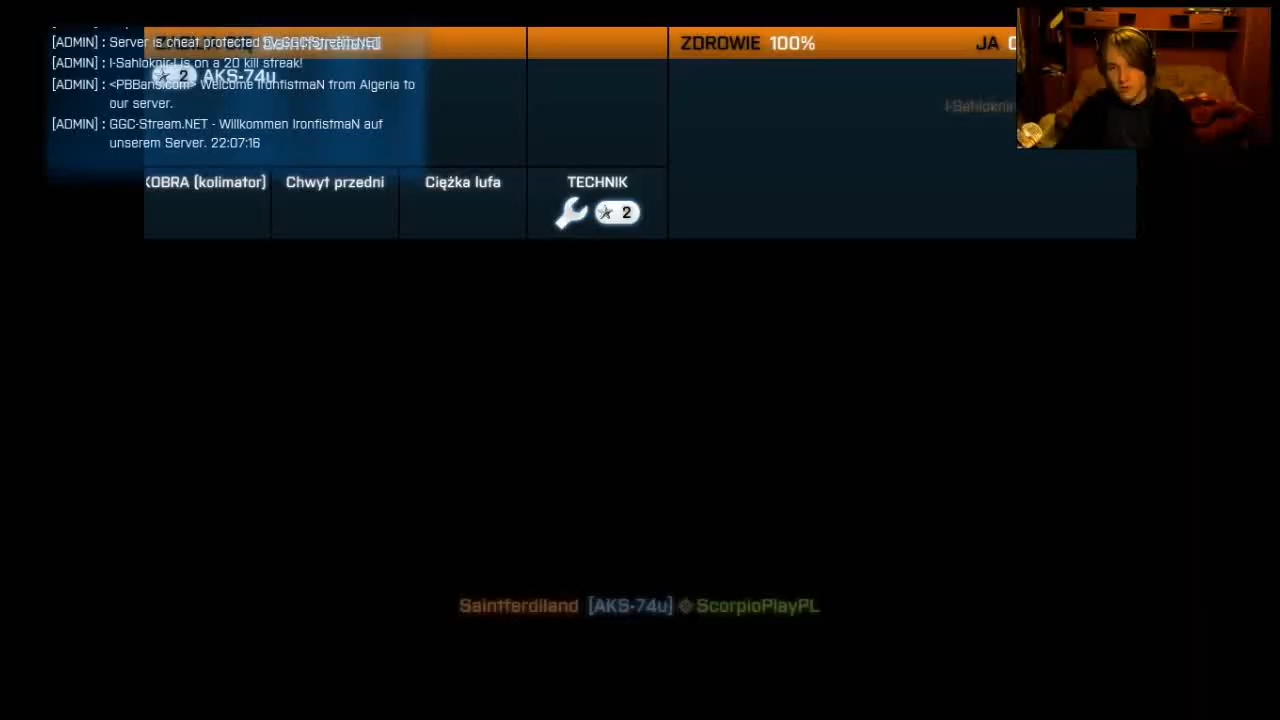 [ADMIN] : Server is cheat protected by GGC-Stream.NET
[ADMIN] : I-Sahloknir-I is on a 20 kill streak!
[ADMIN] : <PBBans.com> Welcome IronfistmaN from Algeria to
our server.
[ADMIN] : GGC-Stream.NET - Willkommen IronfistmaN auf
unserem Server. 22:07:16
Saintferdiland
2 AKS-74u
ZDROWIE 100% JA
KOBRA (kolimator) Chwyt przedni Ciężka lufa TECHNIK
2
Saintferdiland [AKS-74u] ScorpioPlayPL